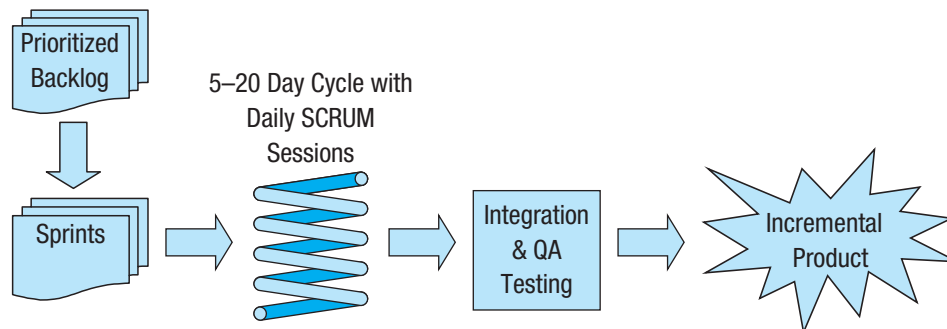 Prioritized
Backlog
5–20 Day Cycle with
Daily SCRUM
Sessions
Sprints
Integration
& QA
Testing
Incremental
Product